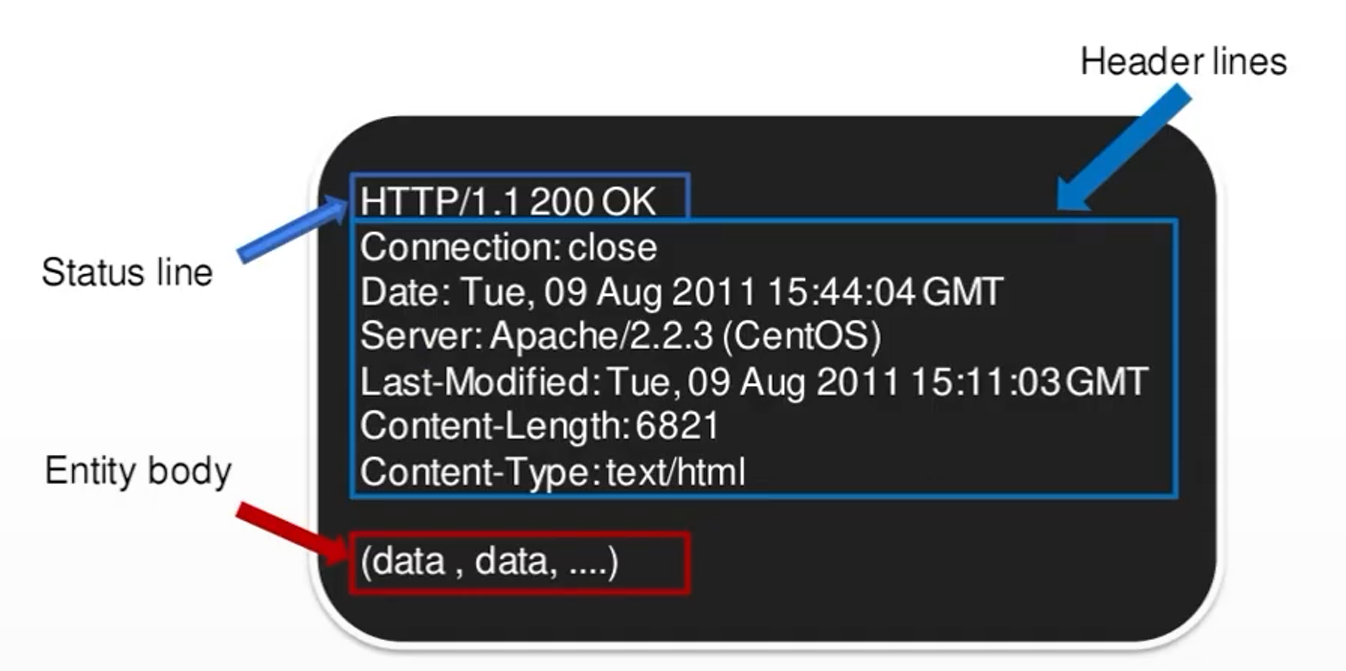 Header lines
HTTP/1.1 200 OK
Status line
Connection: close
Date: Tue, 09 Aug 2011 15:44:04 GMT
Server: Apache/2.2.3 (CentOS)
Last-Modified: Tue, 09 Aug 2011 15:11:03 GMT
Content-Length: 6821
Content-Type: text/html
Entity body
(data , data, ....)